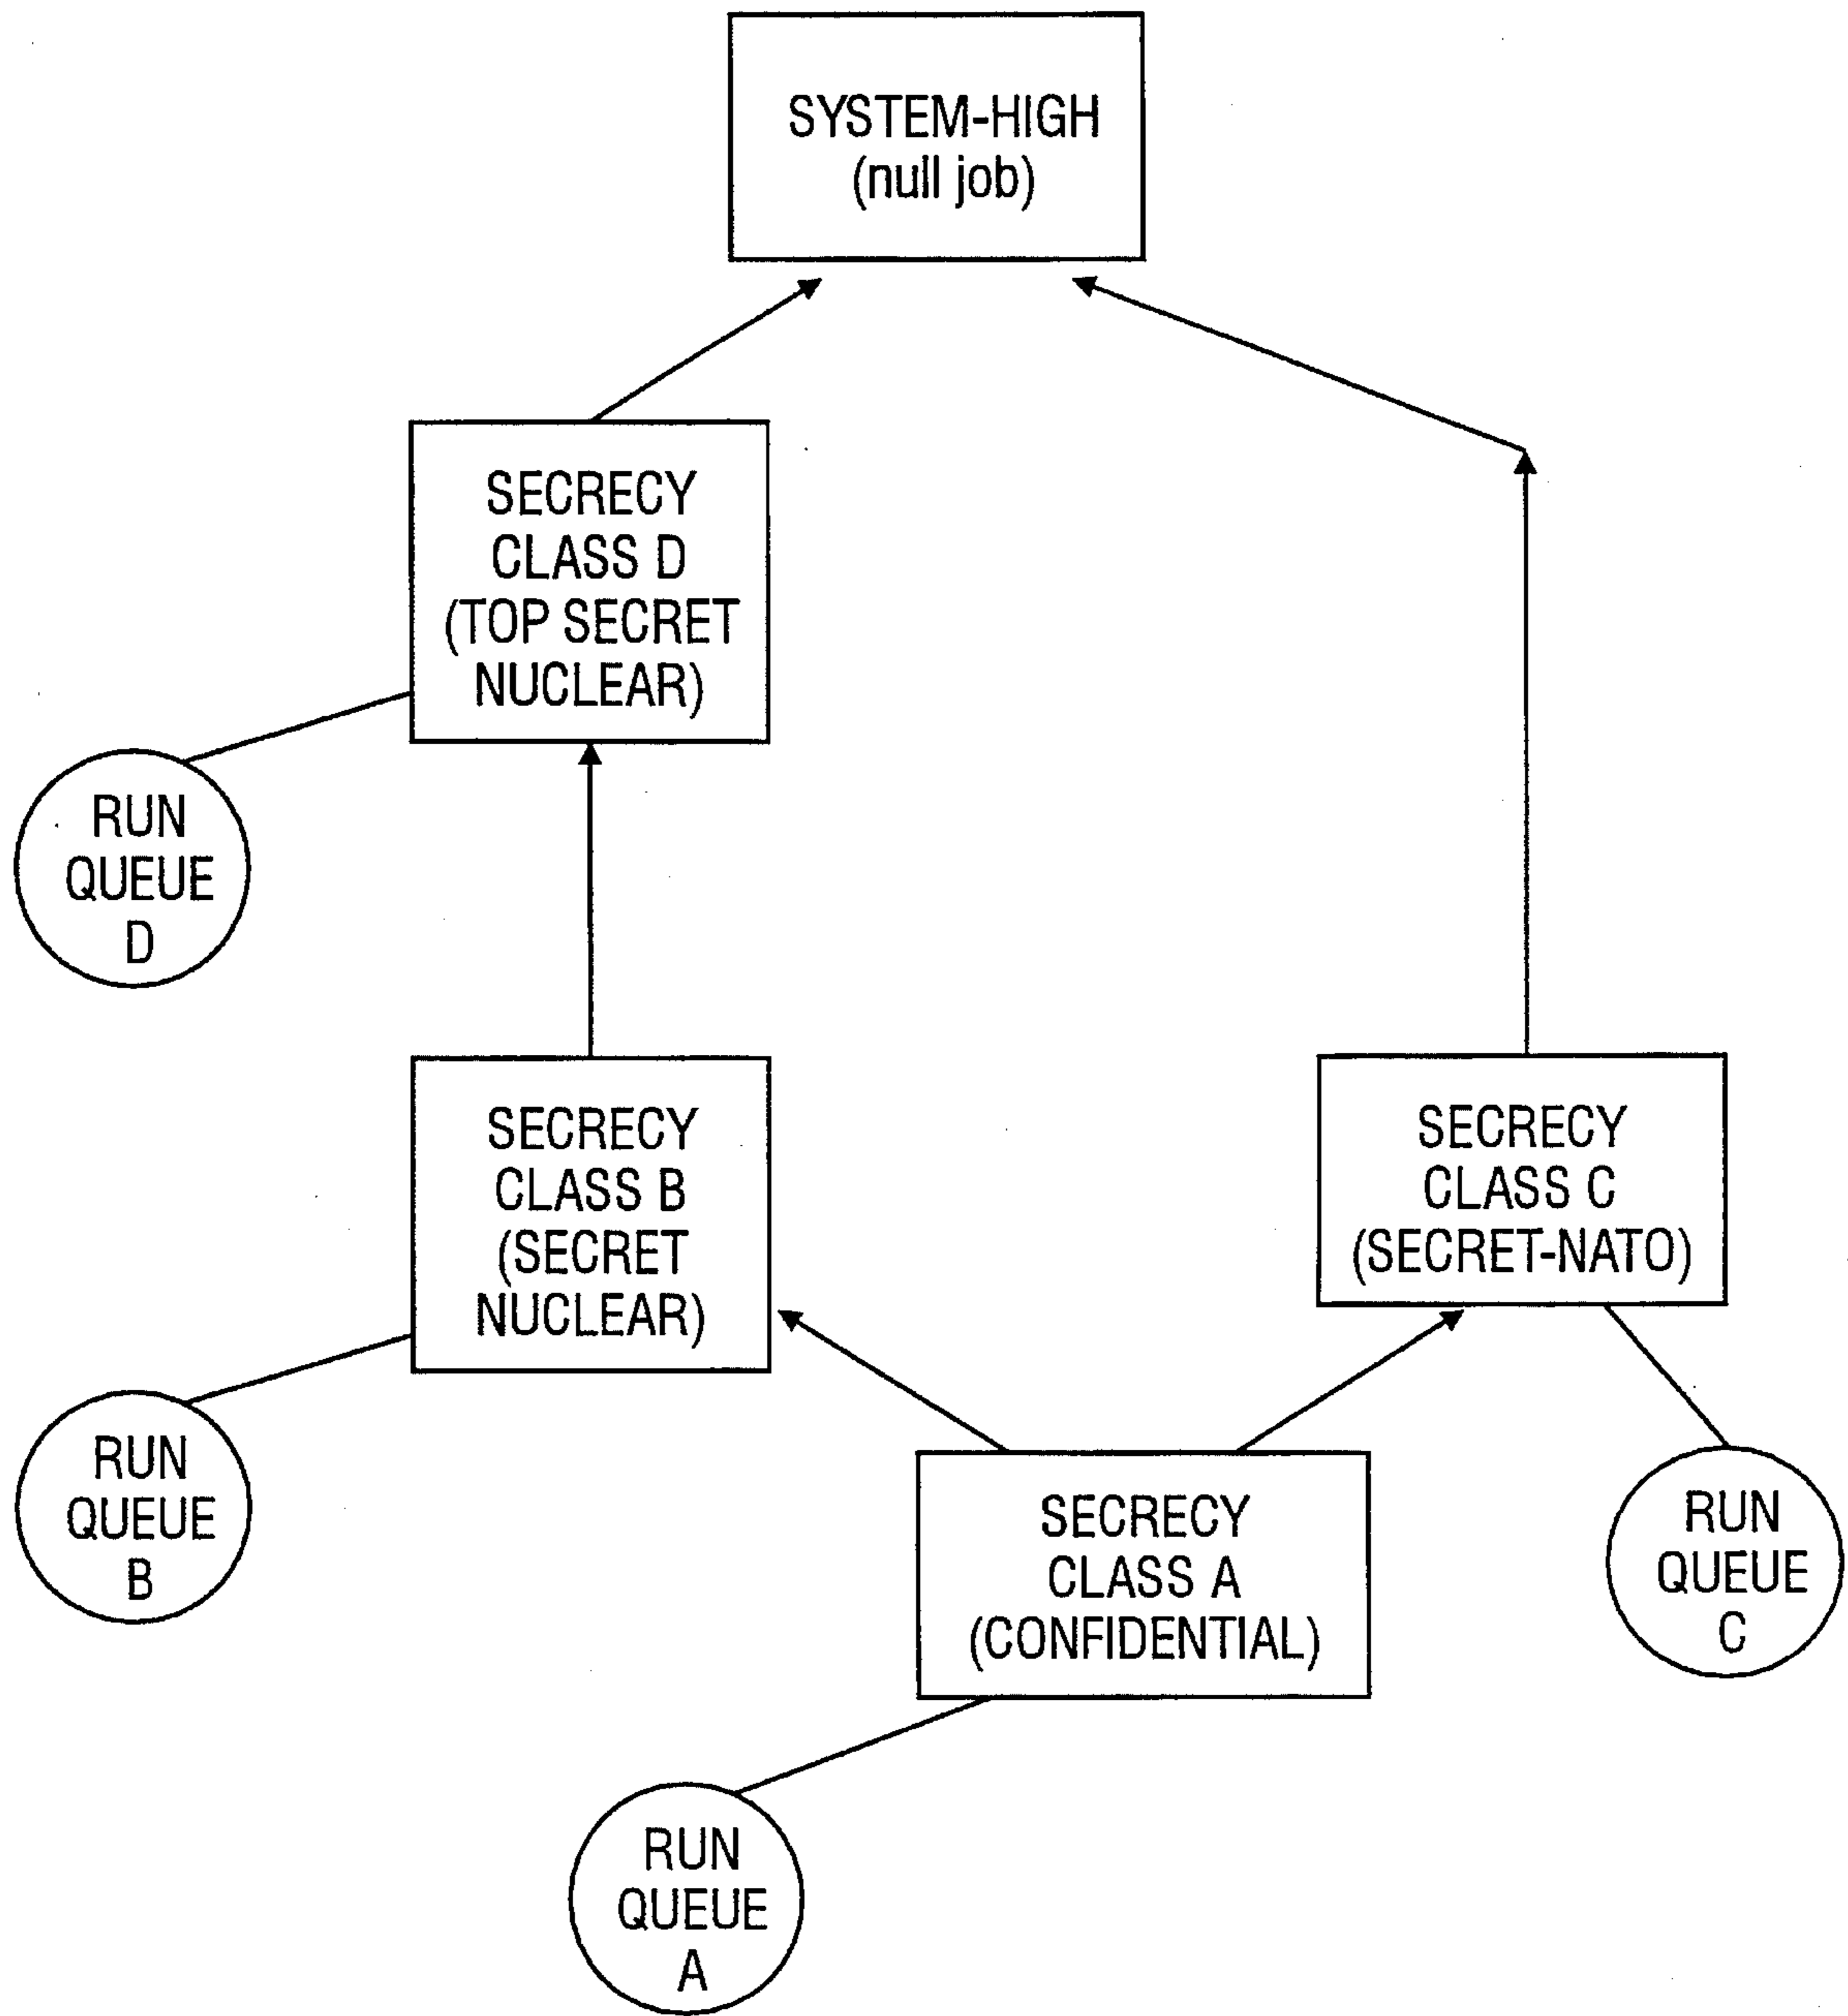 SYSTEM-HIGH
(null job)
SECRECY
CLASS D
(TOP SECRET
NUCLEAR)
RUN
QUEUE
D
SECRECY
CLASS B
(SECRET
NUCLEAR)
SECRECY
CLASS C
(SECRET-NATO)
RUN
QUEUE
B
SECRECY
CLASS A
(CONFIDENTIAL)
RUN
QUEUE
C
RUN
QUEUE
A